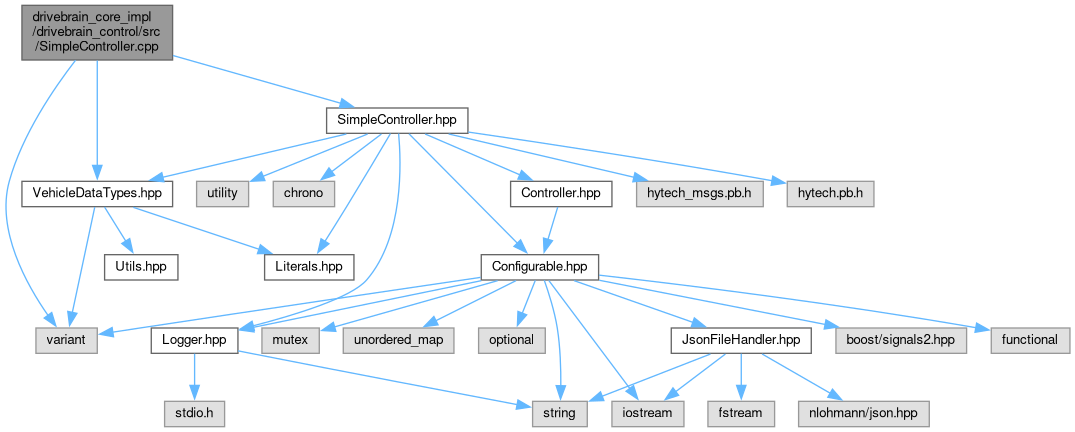 drivebrain_core_impl
/drivebrain_control/src
/SimpleController.cpp
SimpleController.hpp
VehicleDataTypes.hpp
utility
chrono
Controller.hpp
hytech_msgs.pb.h
hytech.pb.h
Utils.hpp
Literals.hpp
Configurable.hpp
variant
Logger.hpp
mutex
unordered_map
optional
JsonFileHandler.hpp
boost/signals2.hpp
functional
stdio.h
string
iostream
fstream
nlohmann/json.hpp